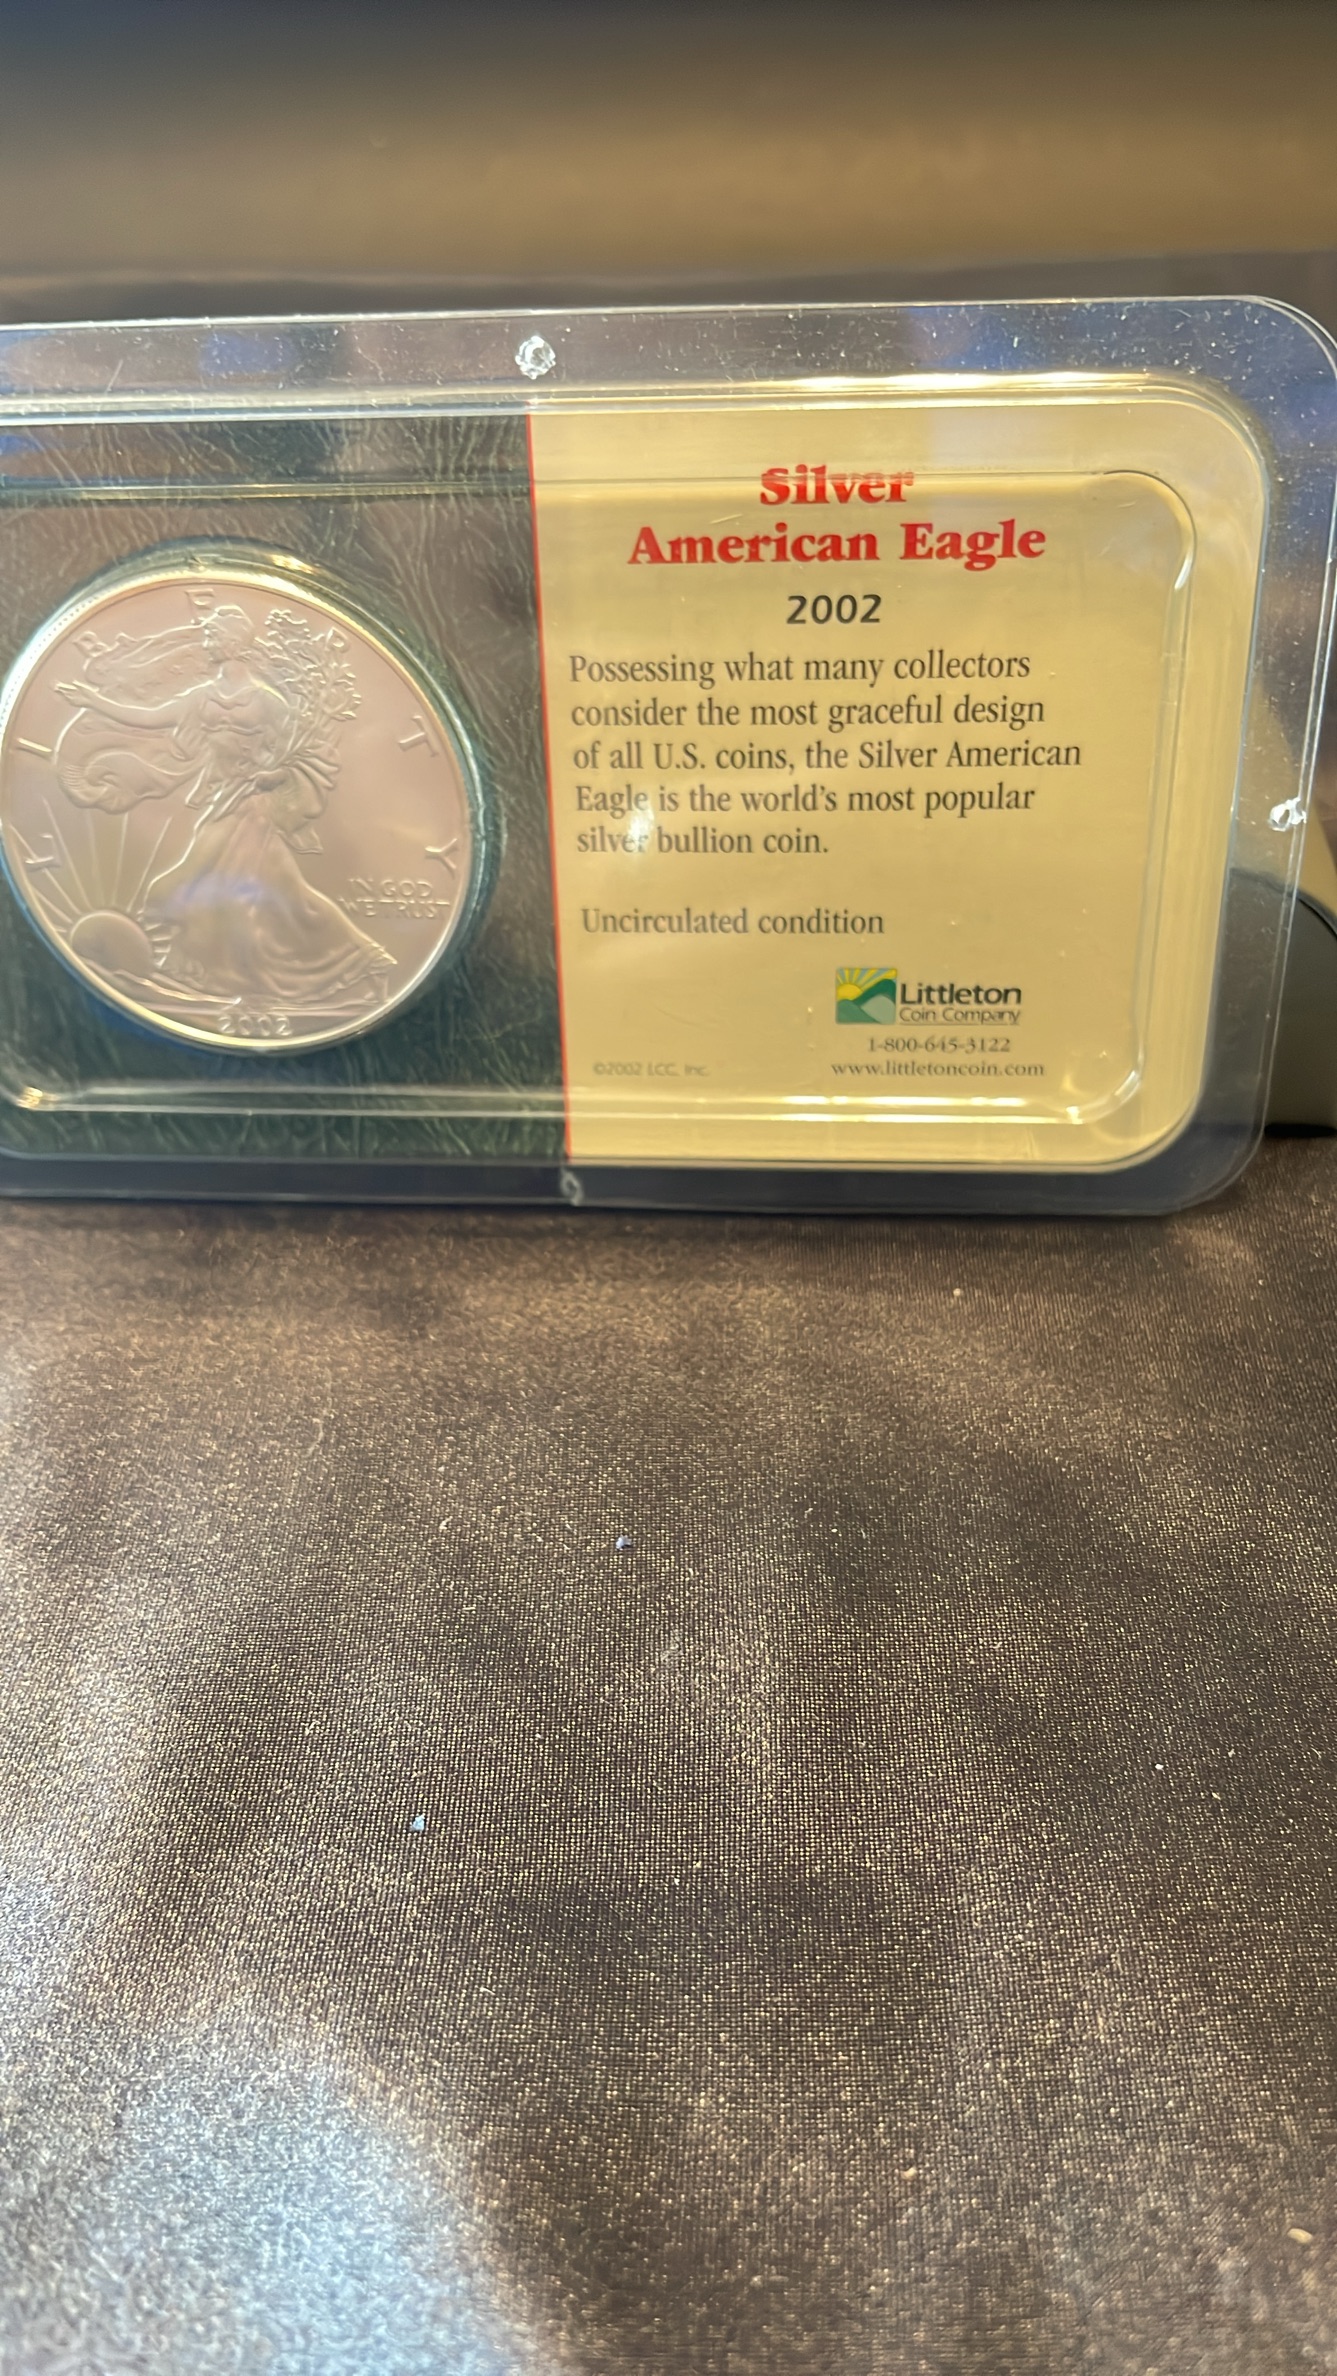 LIBERTY
IN GOD
WE TRUST
2002
Silver
American Eagle
2002
Possessing what many collectors
consider the most graceful design
of all U.S. coins, the Silver American
Eagle is the world's most popular
silver bullion coin.
Uncirculated condition
Littleton
Coin Company
1-800-645-3122
www.littletoncoin.com
©2002 LCC, Inc.